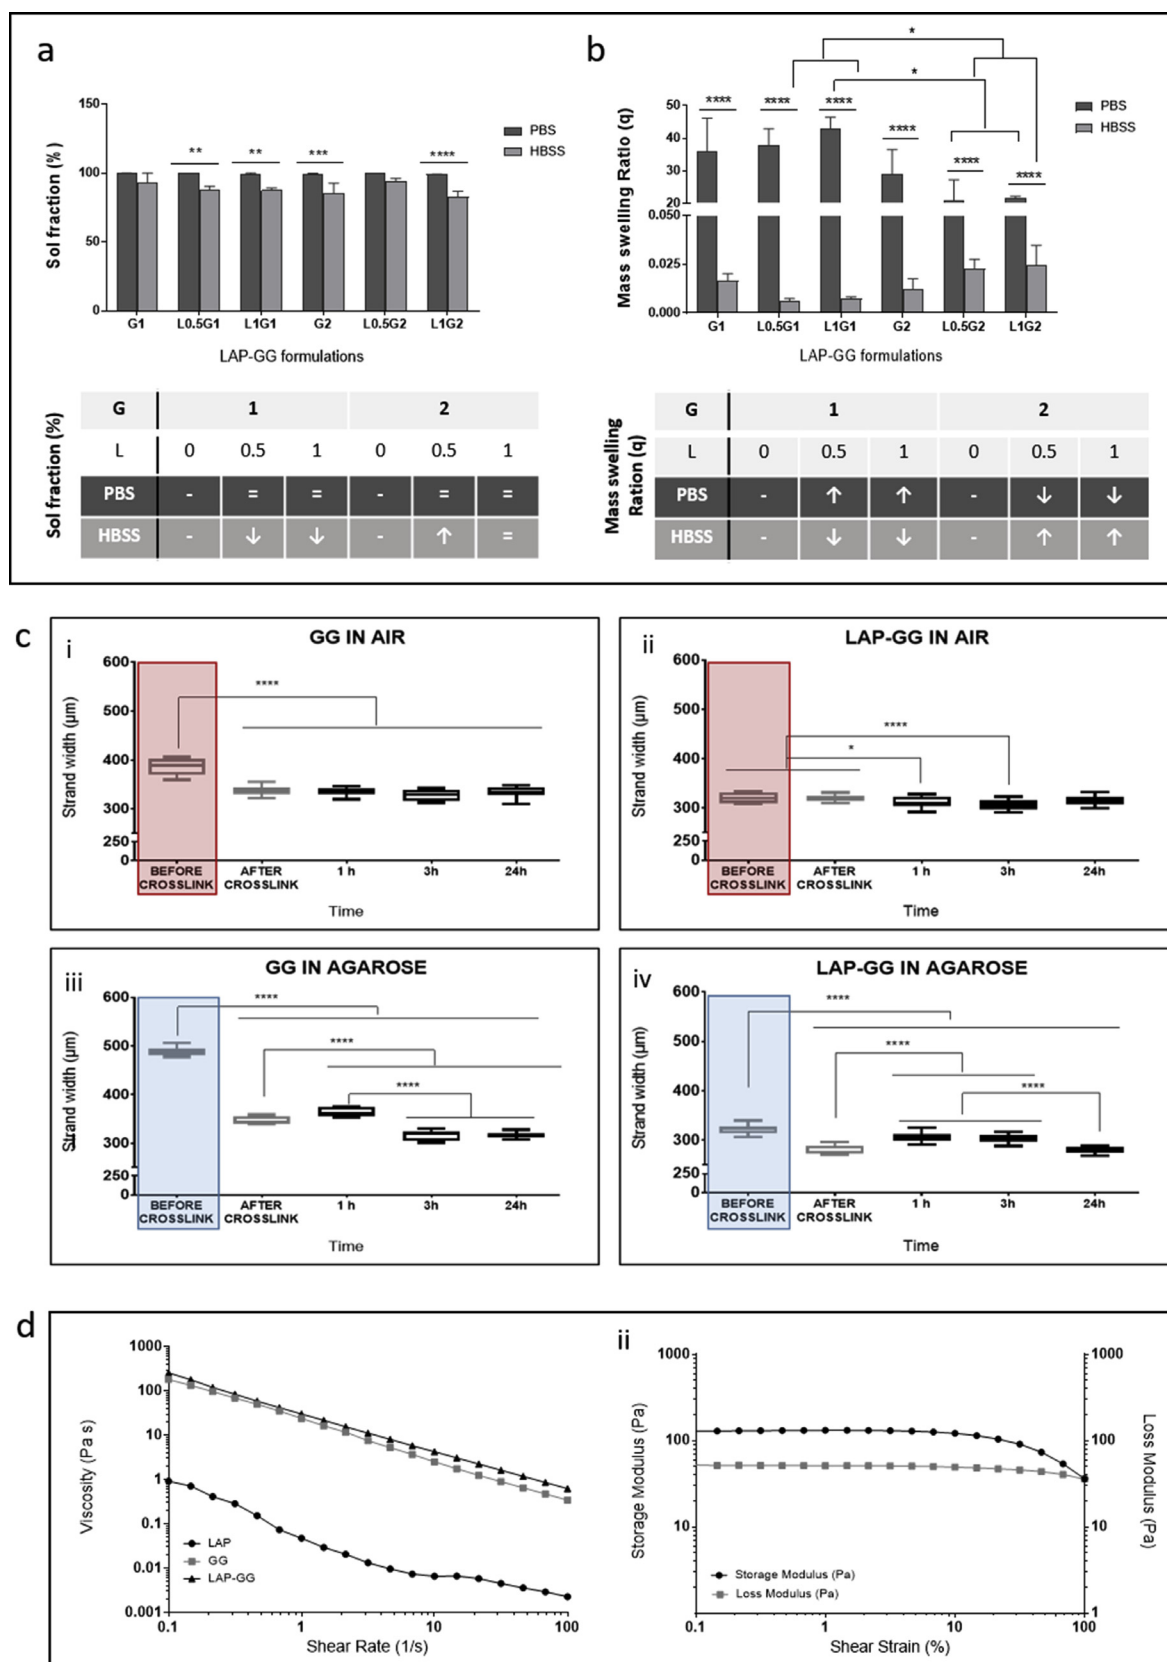 a
Sol fraction (%)
150
100
50
0
** ** *** ****
PBS
HBSS
G1 L0.5G1 L1G1 G2 L0.5G2 L1G2
LAP-GG formulations
Sol fraction (%)
G 1 2
L 0 0.5 1 0 0.5 1
PBS - = = - = =
HBSS - ↓ ↓ - ↑ =
b
Mass swelling Ratio (q)
50
40
30
20
0.050
0.025
0.000
*
*
**** **** **** **** **** ****
PBS
HBSS
G1 L0.5G1 L1G1 G2 L0.5G2 L1G2
LAP-GG formulations
Mass swelling
Ration (q)
G 1 2
L 0 0.5 1 0 0.5 1
PBS - ↑ ↑ - ↓ ↓
HBSS - ↓ ↓ - ↑ ↑
c
i
GG IN AIR
Strand width (μm)
600
500
400
300
250
0
****
BEFORE CROSSLINK AFTER CROSSLINK 1 h 3h 24h
Time
ii
LAP-GG IN AIR
Strand width (μm)
600
500
400
300
250
0
****
*
BEFORE CROSSLINK AFTER CROSSLINK 1 h 3h 24h
Time
iii
GG IN AGAROSE
Strand width (μm)
600
500
400
300
250
0
****
****
****
BEFORE CROSSLINK AFTER CROSSLINK 1 h 3h 24h
Time
iv
LAP-GG IN AGAROSE
Strand width (μm)
600
500
400
300
250
0
****
****
****
BEFORE CROSSLINK AFTER CROSSLINK 1 h 3h 24h
Time
d
Viscosity (Pa s)
1000
100
10
1
0.1
0.01
0.001
LAP
GG
LAP-GG
0.1 1 10 100
Shear Rate (1/s)
ii
Storage Modulus (Pa)
1000
100
10
Storage Modulus (Pa)
Loss Modulus (Pa)
0.1 1 10 100
Shear Strain (%)
1000
100
10
1
Loss Modulus (Pa)